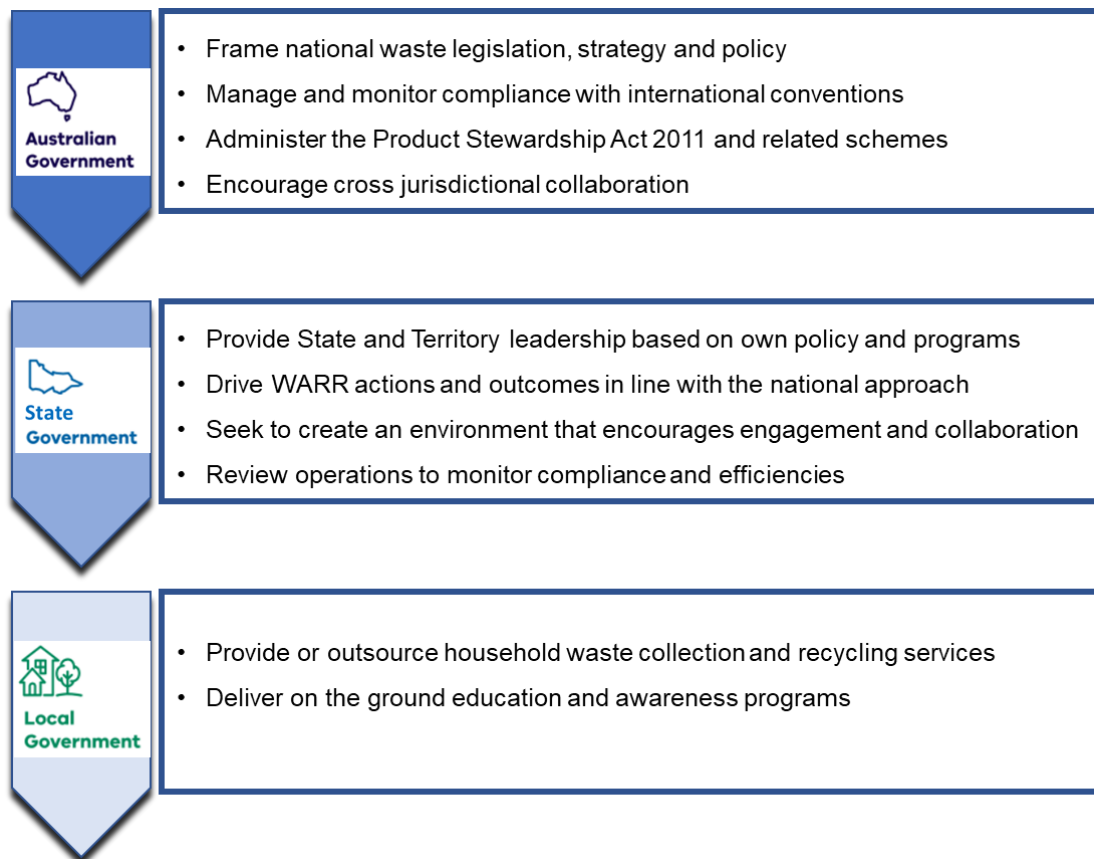 Australian
Government
• Frame national waste legislation, strategy and policy
• Manage and monitor compliance with international conventions
• Administer the Product Stewardship Act 2011 and related schemes
• Encourage cross jurisdictional collaboration
State
Government
• Provide State and Territory leadership based on own policy and programs
• Drive WARR actions and outcomes in line with the national approach
• Seek to create an environment that encourages engagement and collaboration
• Review operations to monitor compliance and efficiencies
Local
Government
• Provide or outsource household waste collection and recycling services
• Deliver on the ground education and awareness programs